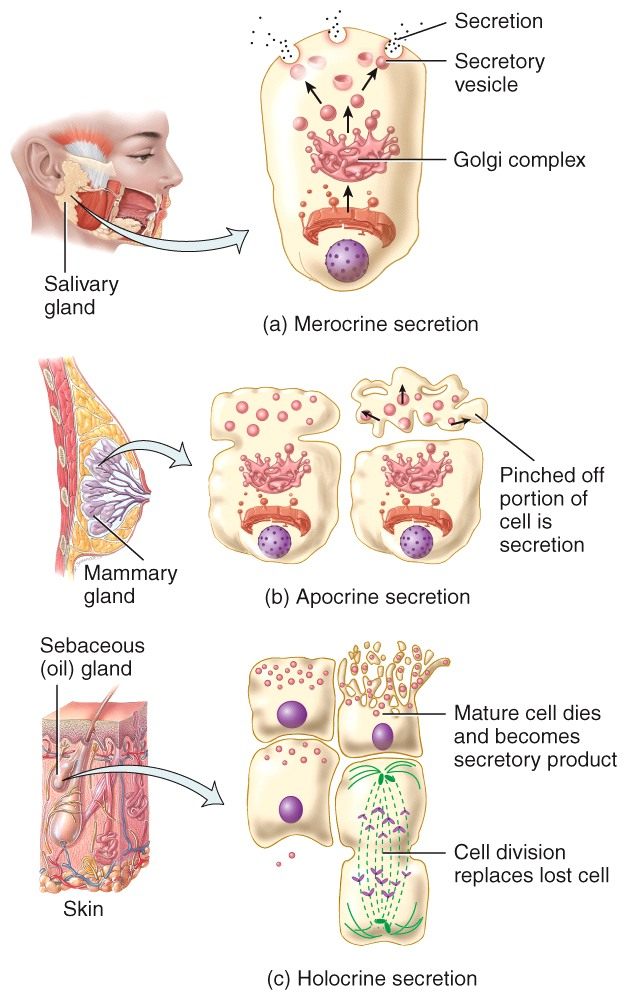 Secretion
Secretory
vesicle
Golgi complex
Salivary
gland
(a) Merocrine secretion
Pinched off
portion of
cell is
secretion
Mammary
gland
(b) Apocrine secretion
Sebaceous
(oil) gland
Mature cell dies
and becomes
secretory product
Cell division
replaces lost cell
Skin
(c) Holocrine secretion